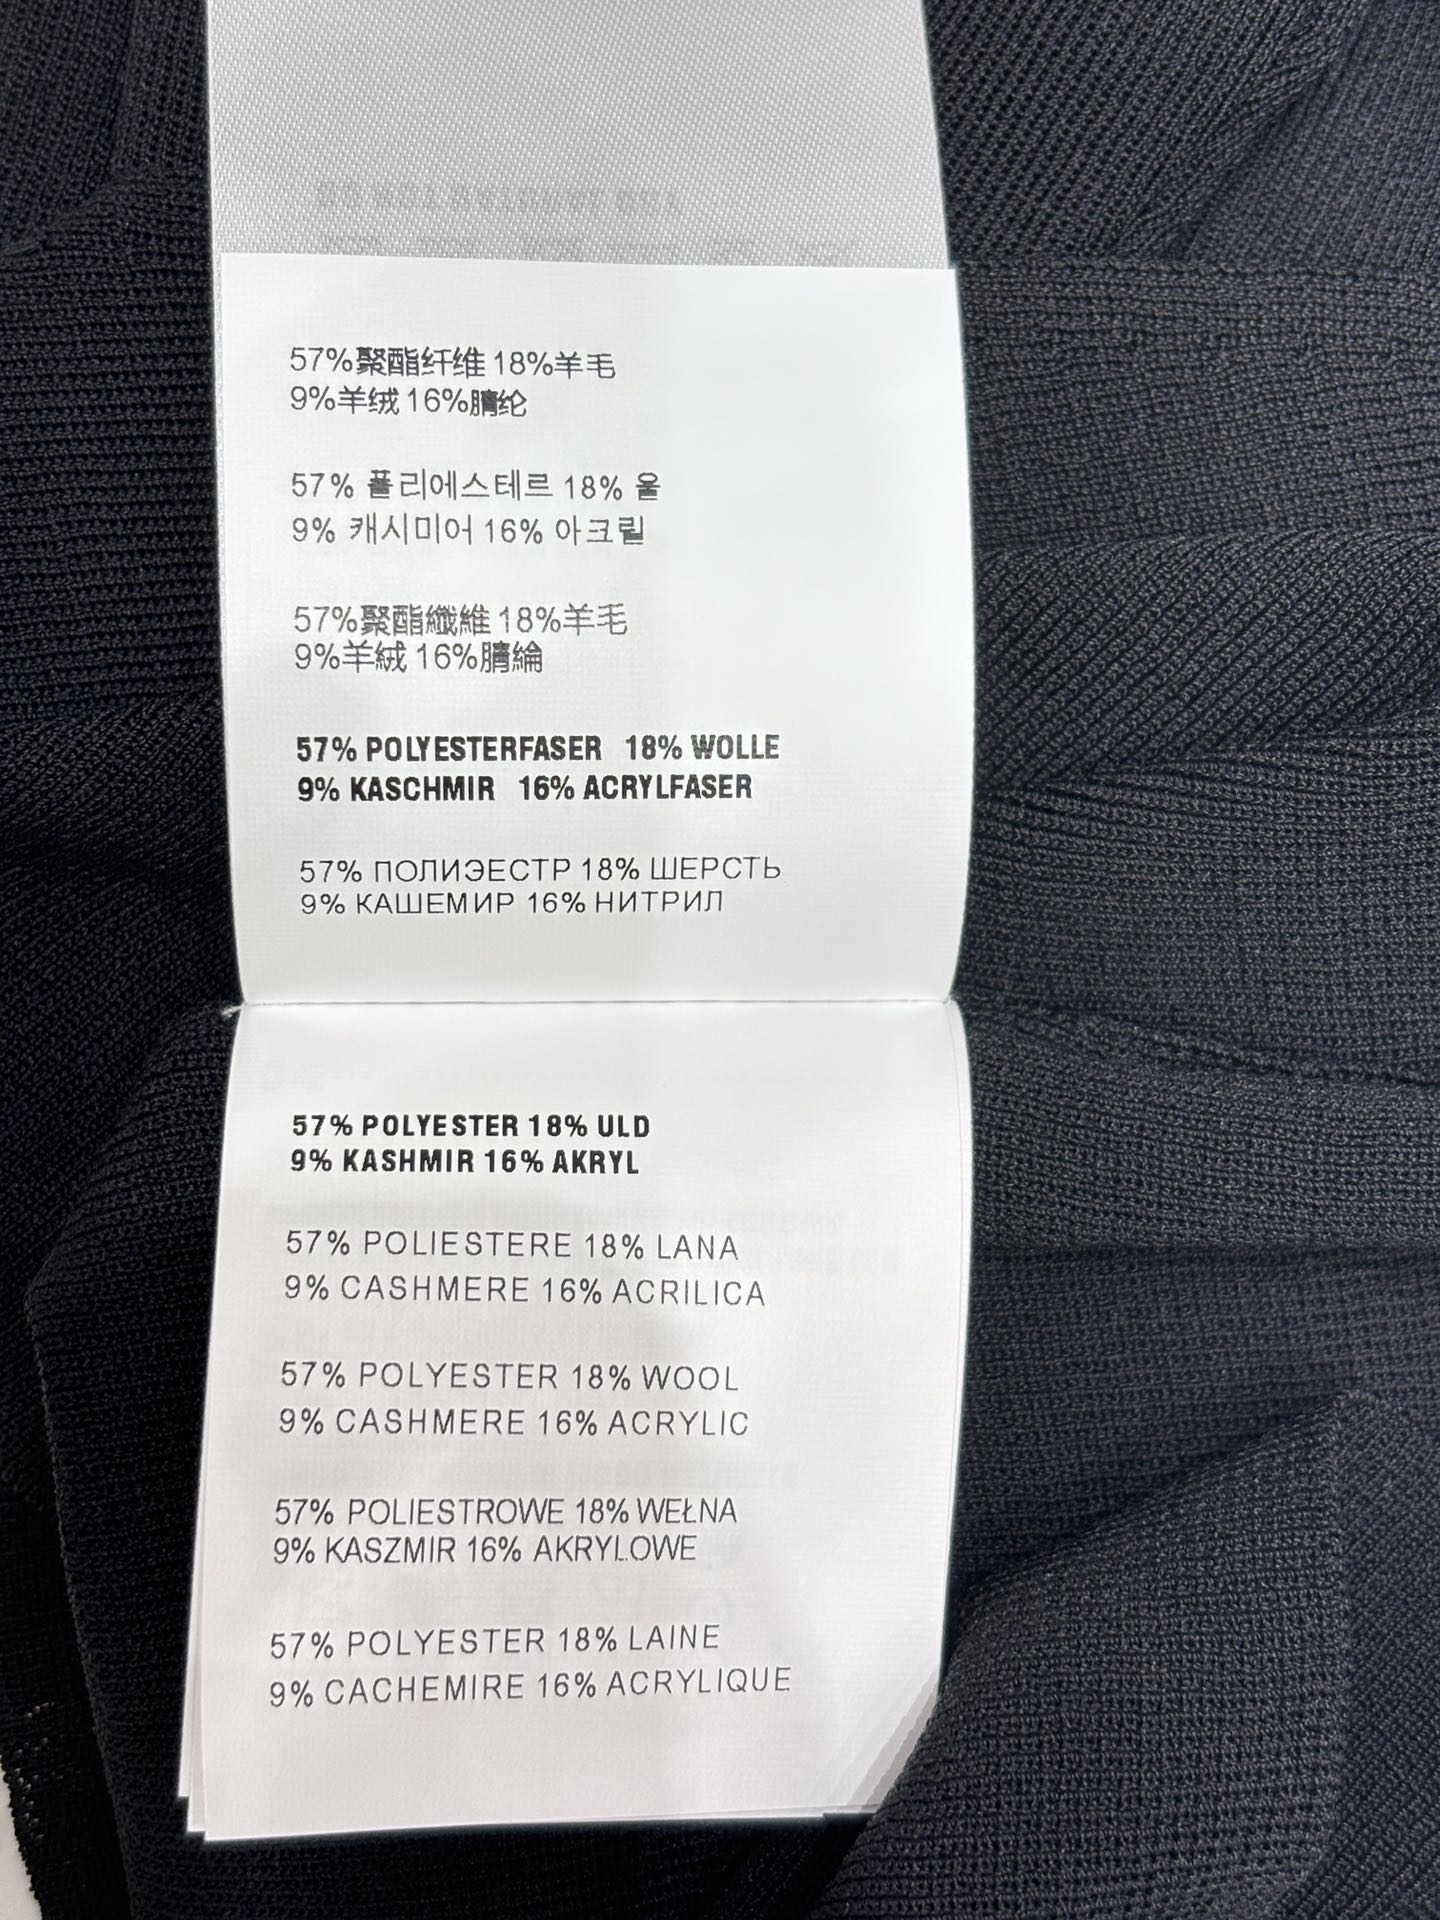 57%聚酯纤维 18%羊毛
9%羊绒 16%腈纶
57% 폴리에스테르 18% 울
9% 캐시미어 16% 아크릴
57%聚酯纖維 18%羊毛
9%羊絨 16%腈綸
57% POLYESTERFASER 18% WOLLE
9% KASCHMIR 16% ACRYLFASER
57% ПОЛИЭЕСТР 18% ШЕРСТЬ
9% КАШЕМИР 16% НИТРИЛ
57% POLYESTER 18% ULD
9% KASHMIR 16% AKRYL
57% POLIESTERE 18% LANA
9% CASHMERE 16% ACRILICA
57% POLYESTER 18% WOOL
9% CASHMERE 16% ACRYLIC
57% POLIESTROWE 18% WEŁNA
9% KASZMIR 16% AKRYLOWE
57% POLYESTER 18% LAINE
9% CACHEMIRE 16% ACRYLIQUE